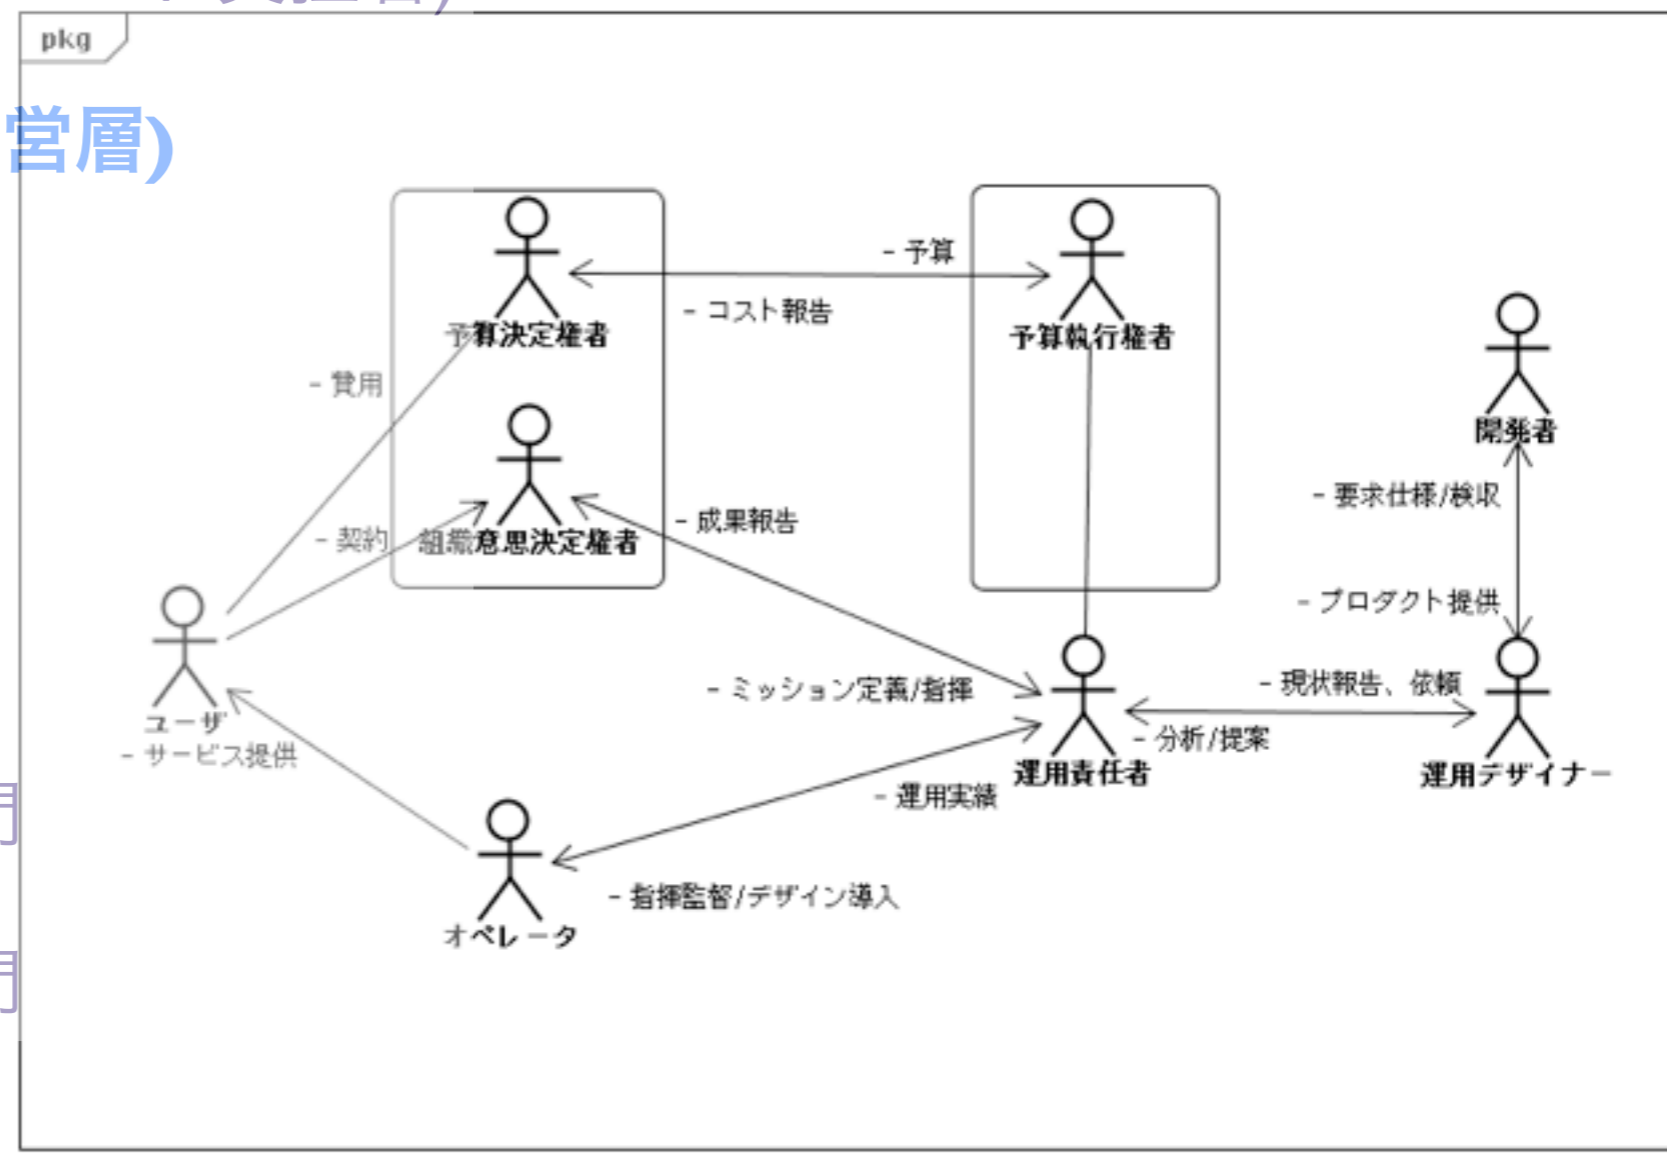 pkg
営層)
- 予算
- コスト報告
予算決定権者
予算執行権者
- 費用
開発者
- 要求仕様/検収
- 成果報告
- 契約
組織意思決定権者
- プロダクト提供
- ミッション定義/指揮
- 現状報告、依頼
ユーザ
- サービス提供
- 分析/提案
運用責任者
運用デザイナー
- 運用実績
門
- 指揮監督/デザイン導入
オペレータ
門